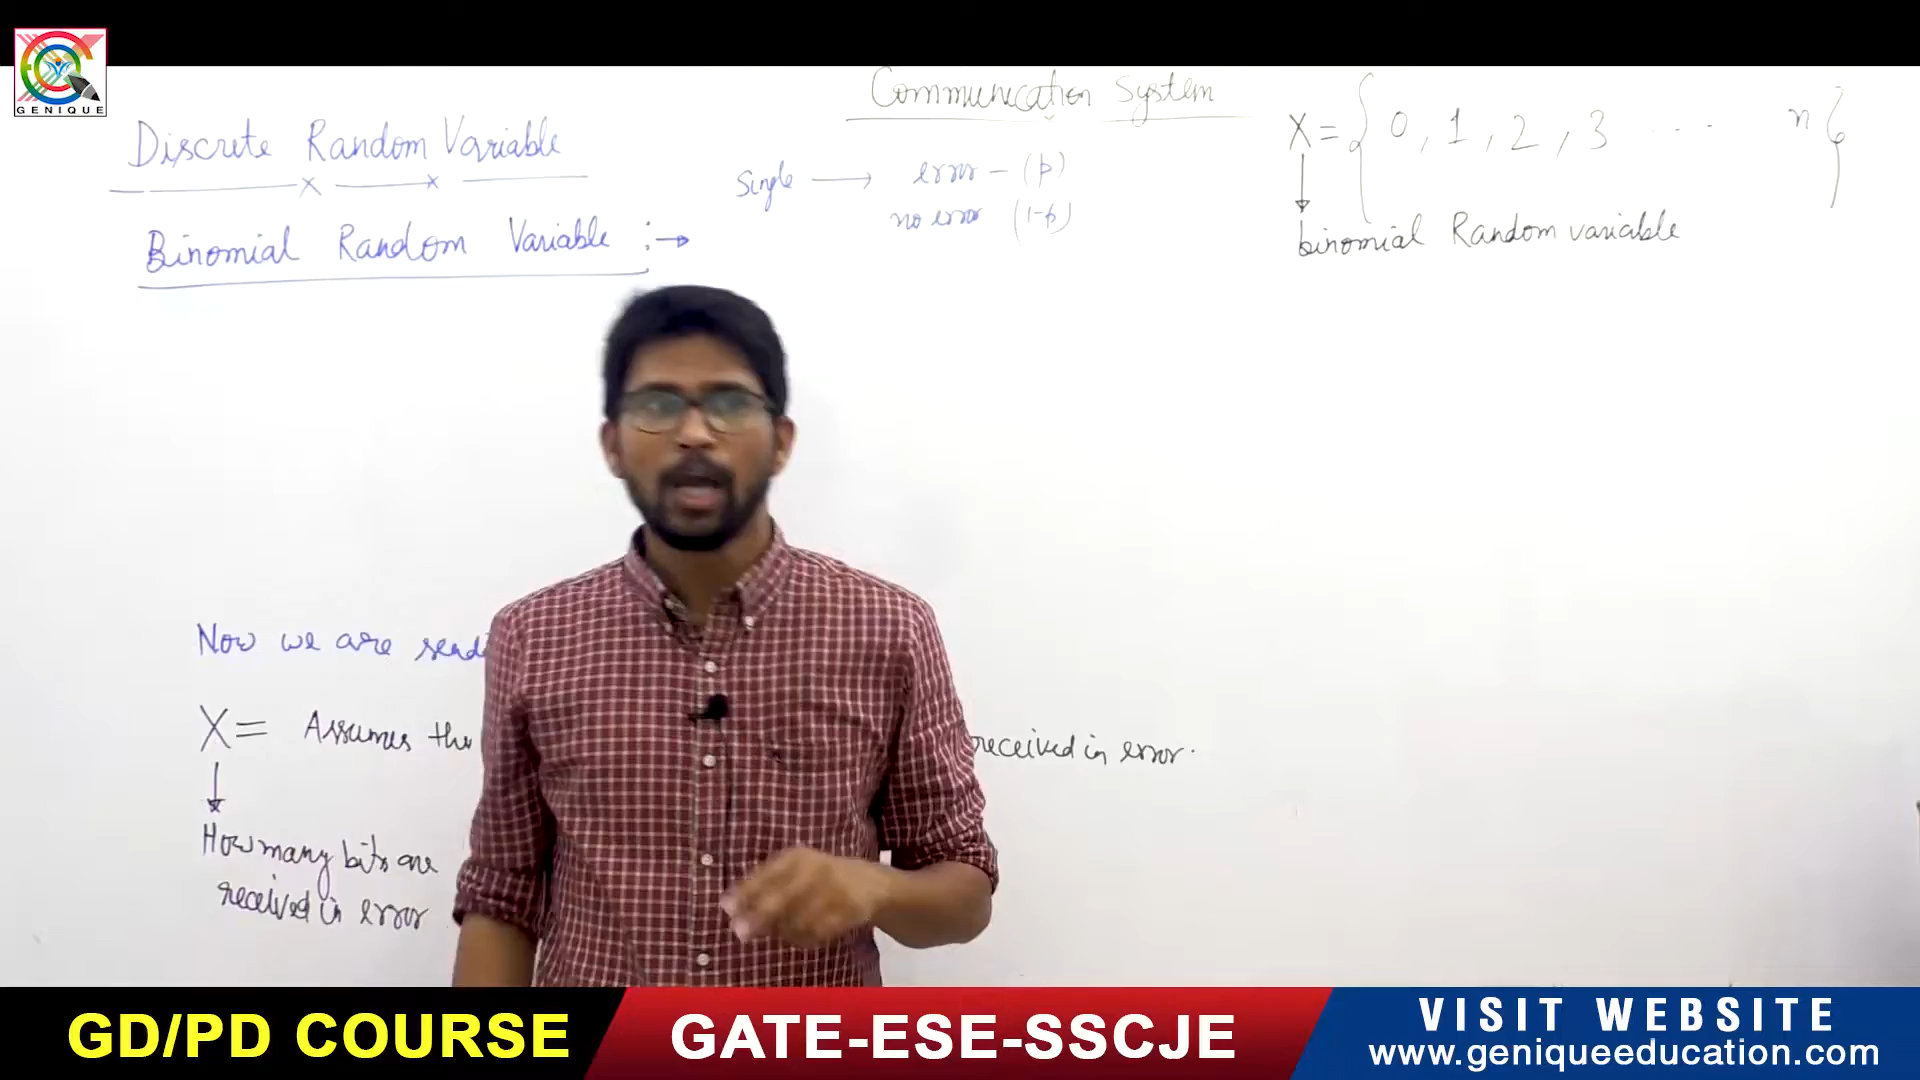 GENIQUE
Communication System
Discrete Random Variable
Single → error - (p)
no error (1-p)
Binomial Random Variable :→
X = { 0, 1, 2, 3 ... n }
binomial Random variable
Now we are
X = Assumes the received in error.
How many bits are
received in error
GD/PD COURSE
GATE-ESE-SSCJE
VISIT WEBSITE
www.geniqueeducation.com